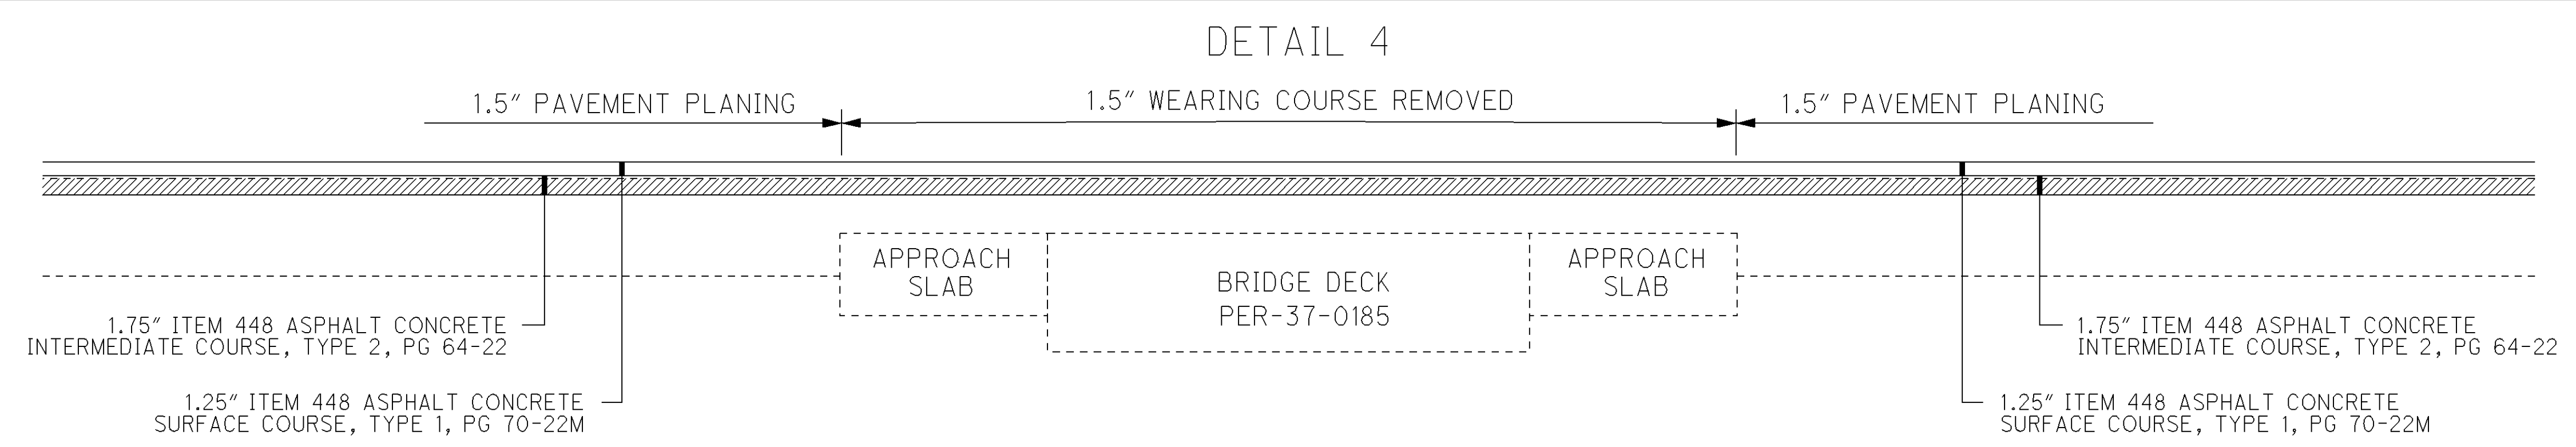 DETAIL 4
1.5" PAVEMENT PLANING
1.5" WEARING COURSE REMOVED
1.5" PAVEMENT PLANING
APPROACH
SLAB
BRIDGE DECK
PER-37-0185
APPROACH
SLAB
1.75" ITEM 448 ASPHALT CONCRETE
INTERMEDIATE COURSE, TYPE 2, PG 64-22
1.25" ITEM 448 ASPHALT CONCRETE
SURFACE COURSE, TYPE 1, PG 70-22M
1.75" ITEM 448 ASPHALT CONCRETE
INTERMEDIATE COURSE, TYPE 2, PG 64-22
1.25" ITEM 448 ASPHALT CONCRETE
SURFACE COURSE, TYPE 1, PG 70-22M